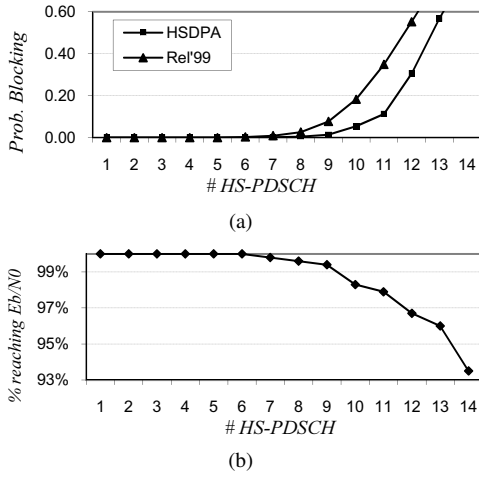 0.60
0.40
0.20
0.00
Prob. Blocking
HSDPA
Rel'99
1 2 3 4 5 6 7 8 9 10 11 12 13 14
# HS-PDSCH
(a)
99%
97%
95%
93%
% reaching Eb/N0
1 2 3 4 5 6 7 8 9 10 11 12 13 14
# HS-PDSCH
(b)